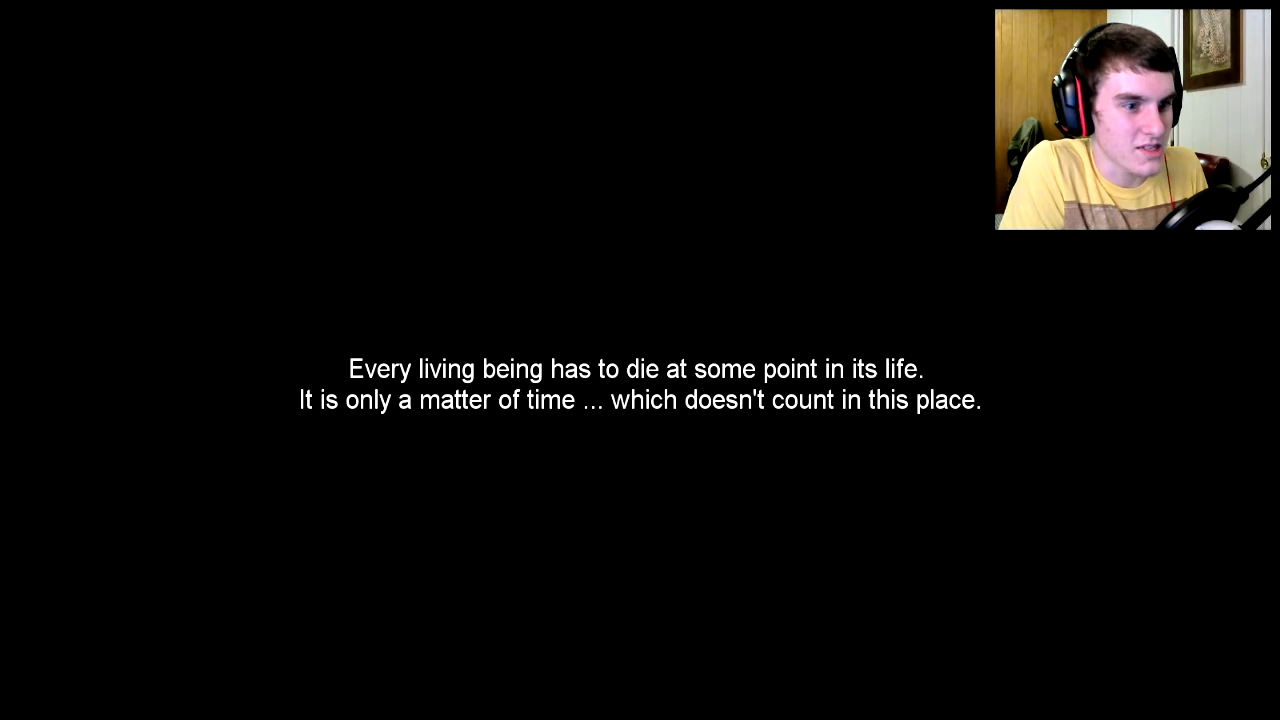 Every living being has to die at some point in its life.
It is only a matter of time ... which doesn't count in this place.